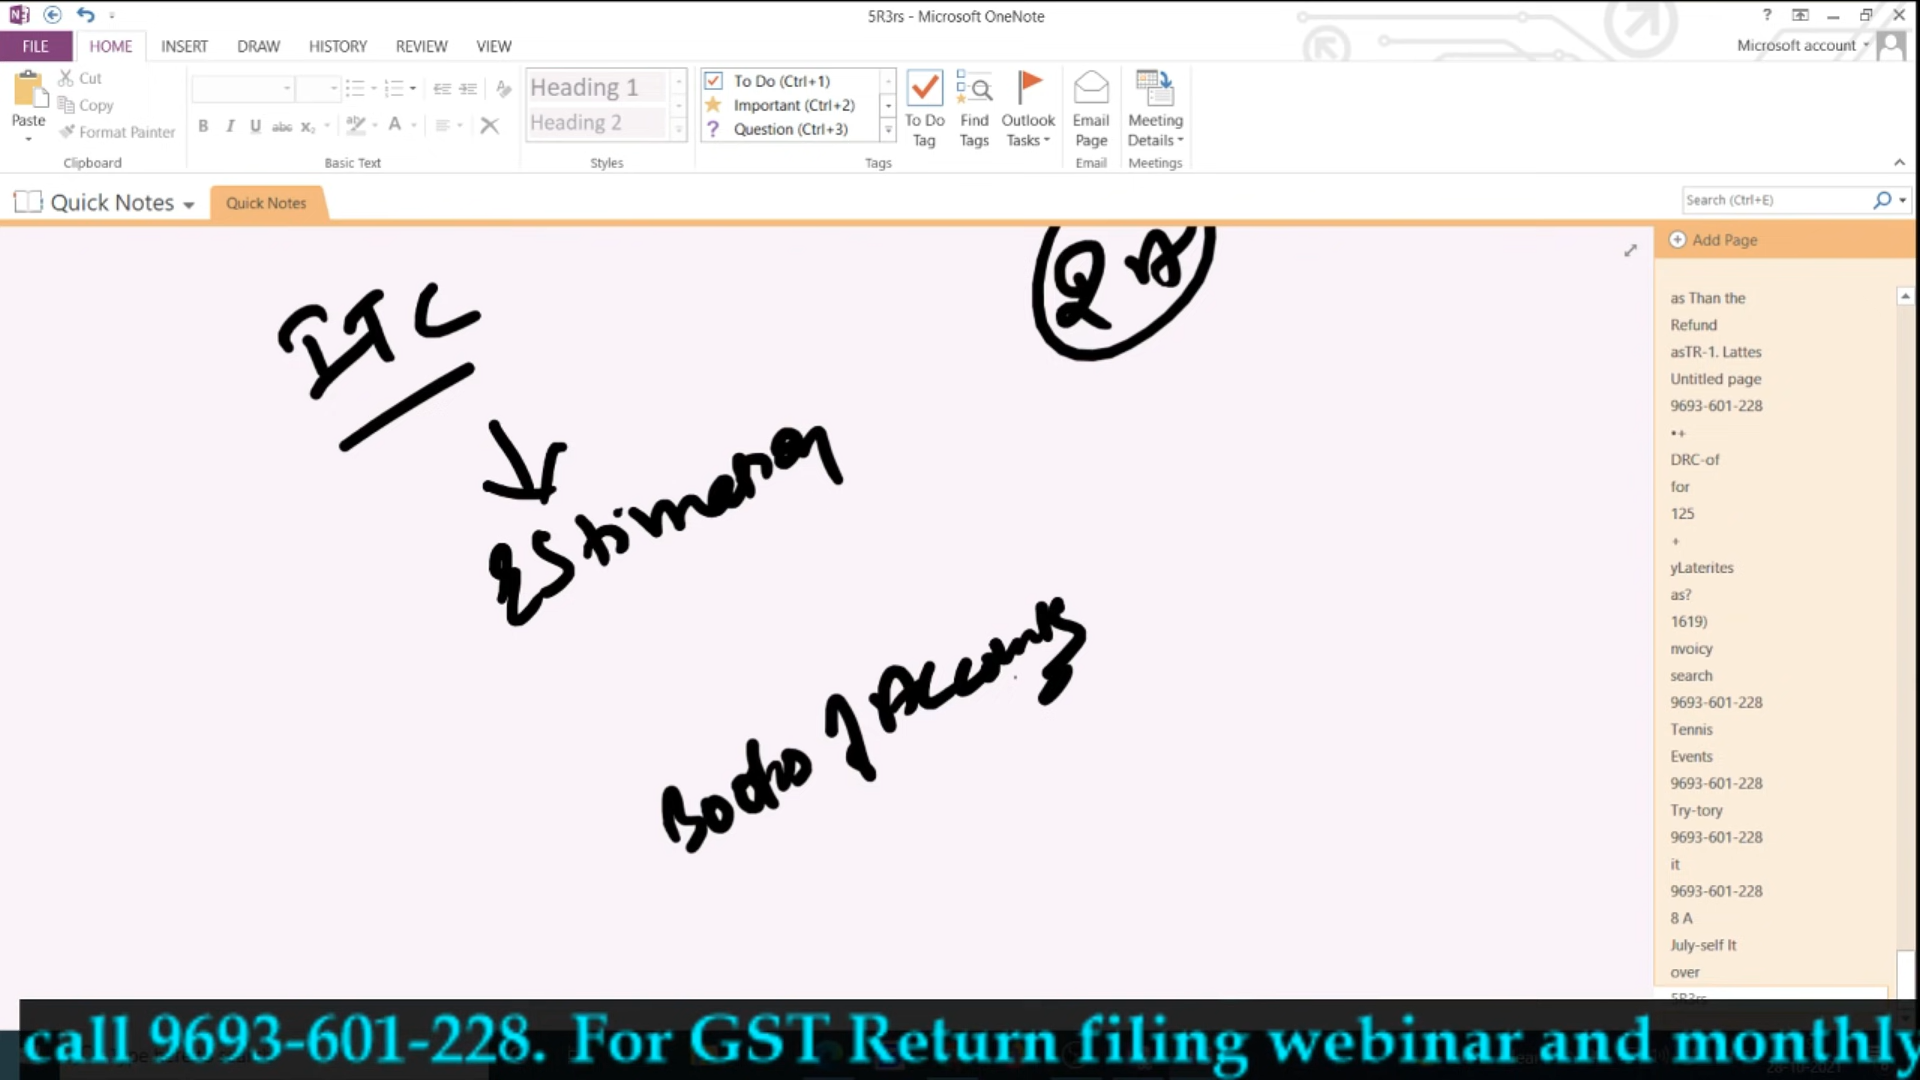 5R3rs - Microsoft OneNote
FILE HOME INSERT DRAW HISTORY REVIEW VIEW
Microsoft account
Paste
Cut
Copy
Format Painter
Clipboard
B I U abc x₂ A
Basic Text
Heading 1
Heading 2
Styles
To Do (Ctrl+1)
Important (Ctrl+2)
Question (Ctrl+3)
Tags
To Do Tag
Find Tags
Outlook Tasks
Email Page
Email
Meeting Details
Meetings
Quick Notes
Quick Notes
Search (Ctrl+E)
ITC
Estimation
Books of Accounts
Add Page
as Than the
Refund
asTR-1. Lattes
Untitled page
9693-601-228
•+
DRC-of
for
125
+
yLaterites
as?
1619)
nvoicy
search
9693-601-228
Tennis
Events
9693-601-228
Try-tory
9693-601-228
it
9693-601-228
8 A
July-self It
over
5R3rs
call 9693-601-228. For GST Return filing webinar and monthly
28-10-2021